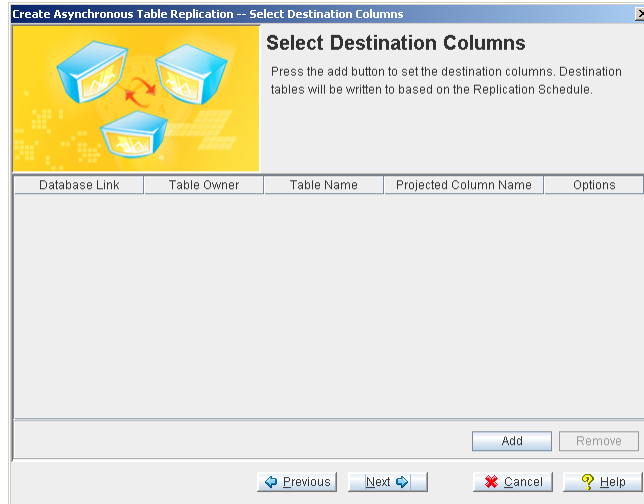 Create Asynchronous Table Replication -- Select Destination Columns
Select Destination Columns
Press the add button to set the destination columns. Destination
tables will be written to based on the Replication Schedule.
Database Link Table Owner Table Name Projected Column Name Options
Add Remove
Previous Next Cancel Help